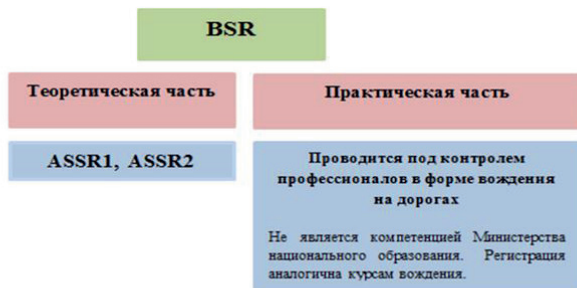 BSR
Теоретическая часть
Практическая часть
ASSR1, ASSR2
Проводится под контролем
профессионалов в форме вождения
на дорогах
Не является компетенцией Министерства
национального образования. Регистрация
аналогична курсам вождения.